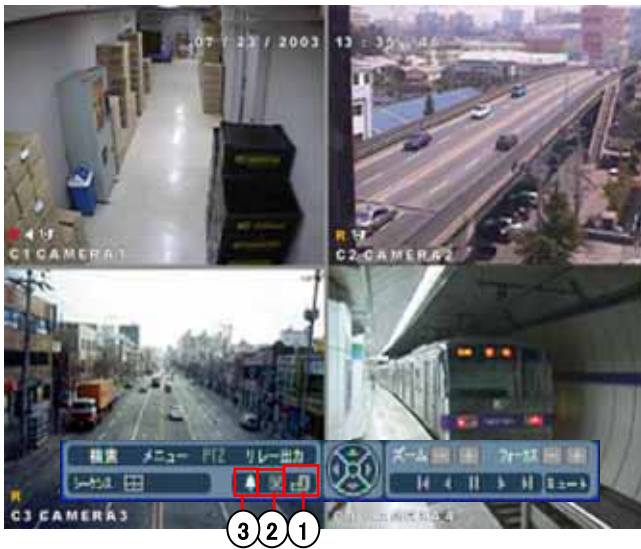 07 / 23 / 2003 13 : 35
R
C1 CAMERA1
R
C2 CAMERA2
検索 メニュー PTZ リレー出力
ズーム フォーカス
シーケンス
ミュート
R
C3 CAMERA3
3 2 1